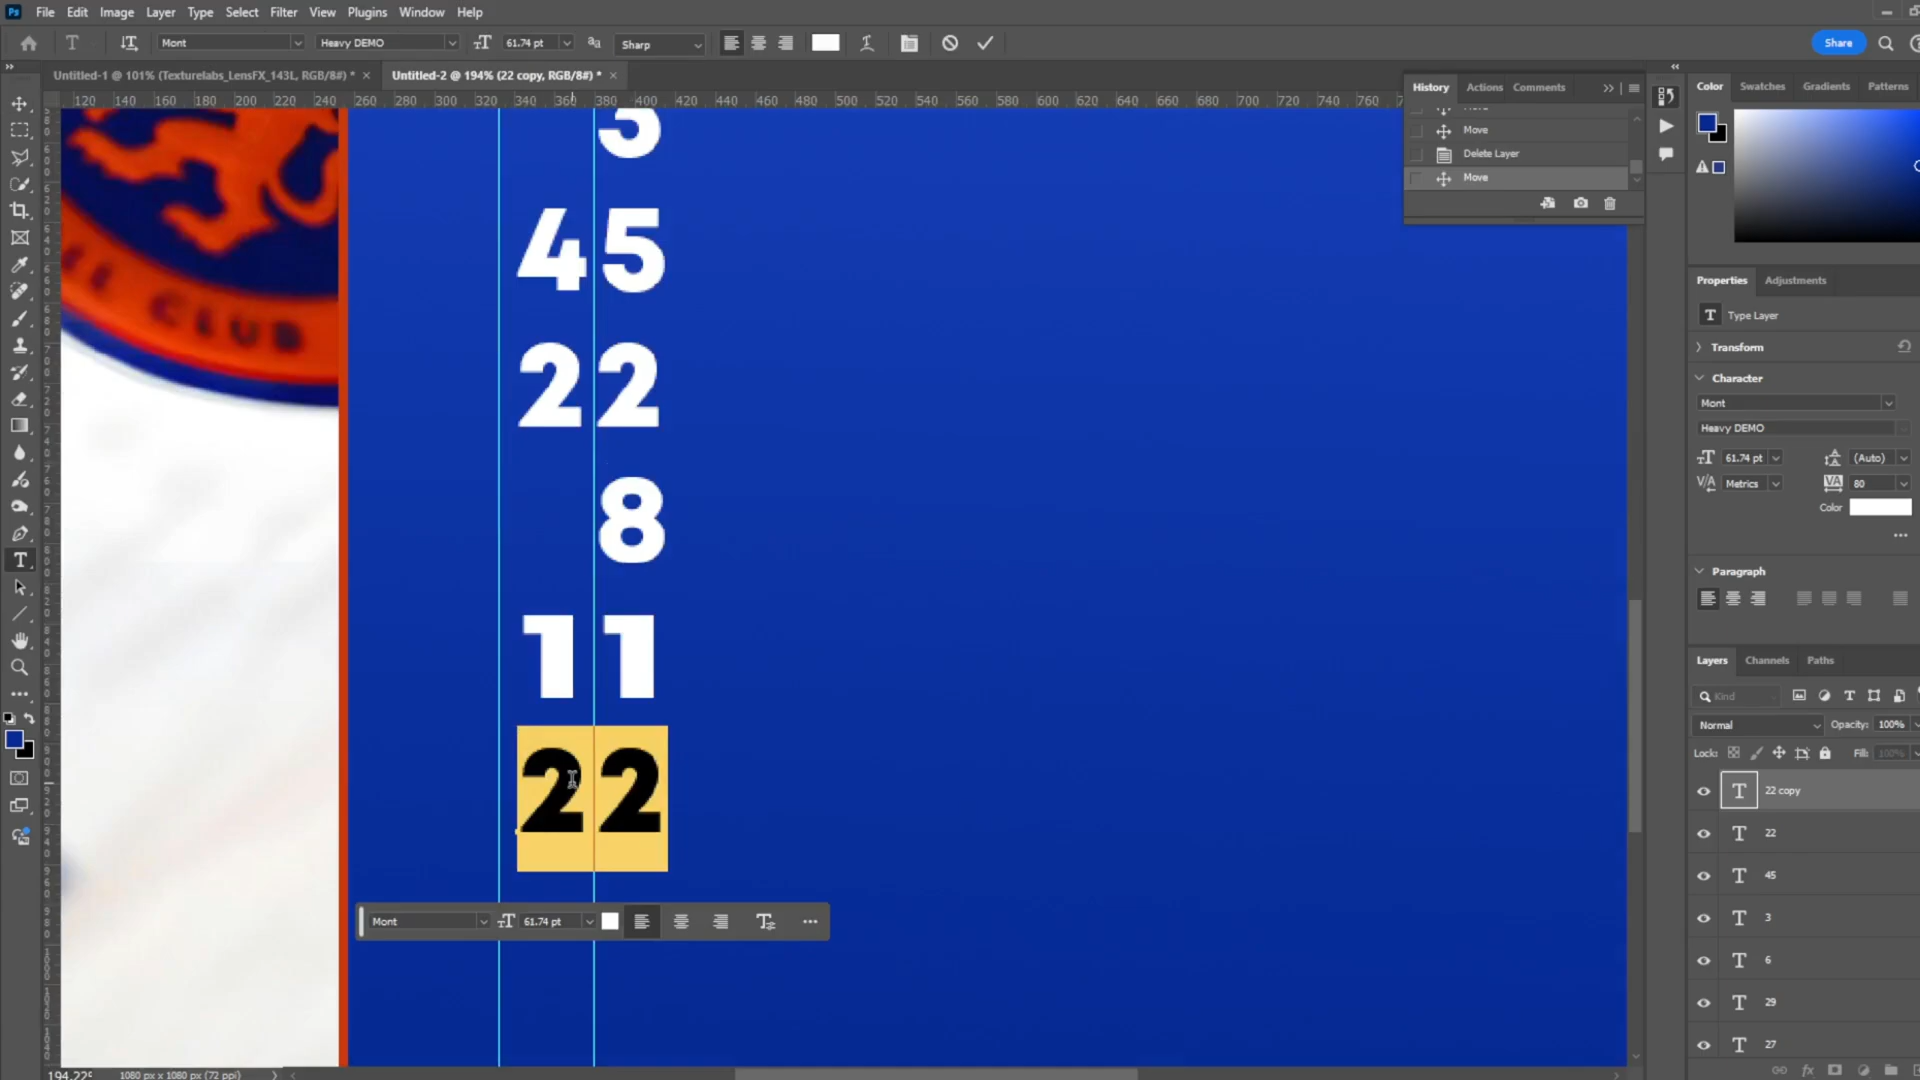 Ps File Edit Image Layer Type Select Filter View Plugins Window Help
Mont Heavy DEMO 61.74 pt Sharp Share
Untitled-1 @ 101% (Texturelabs_LensFX_143L, RGB/8#) * ×
Untitled-2 @ 194% (22 copy, RGB/8#) * ×
120 140 160 180 200 220 240 260 280 300 320 340 360 380 400 420 440 460 480 500 520 540 560 580 600 620 640 660 680 700 720 740 760
History Actions Comments
Move
Delete Layer
Move
Color Swatches Gradients Patterns
CLUB
3
45
22
8
11
22
Mont 61.74 pt
Properties Adjustments
T Type Layer
Transform
Character
Mont
Heavy DEMO
61.74 pt (Auto)
Metrics 80
Color
Paragraph
Layers Channels Paths
Kind
Normal Opacity: 100%
Lock: Fill: 100%
T 22 copy
T 22
T 45
T 3
T 6
T 29
T 27
1080 px x 1080 px (72 ppi)